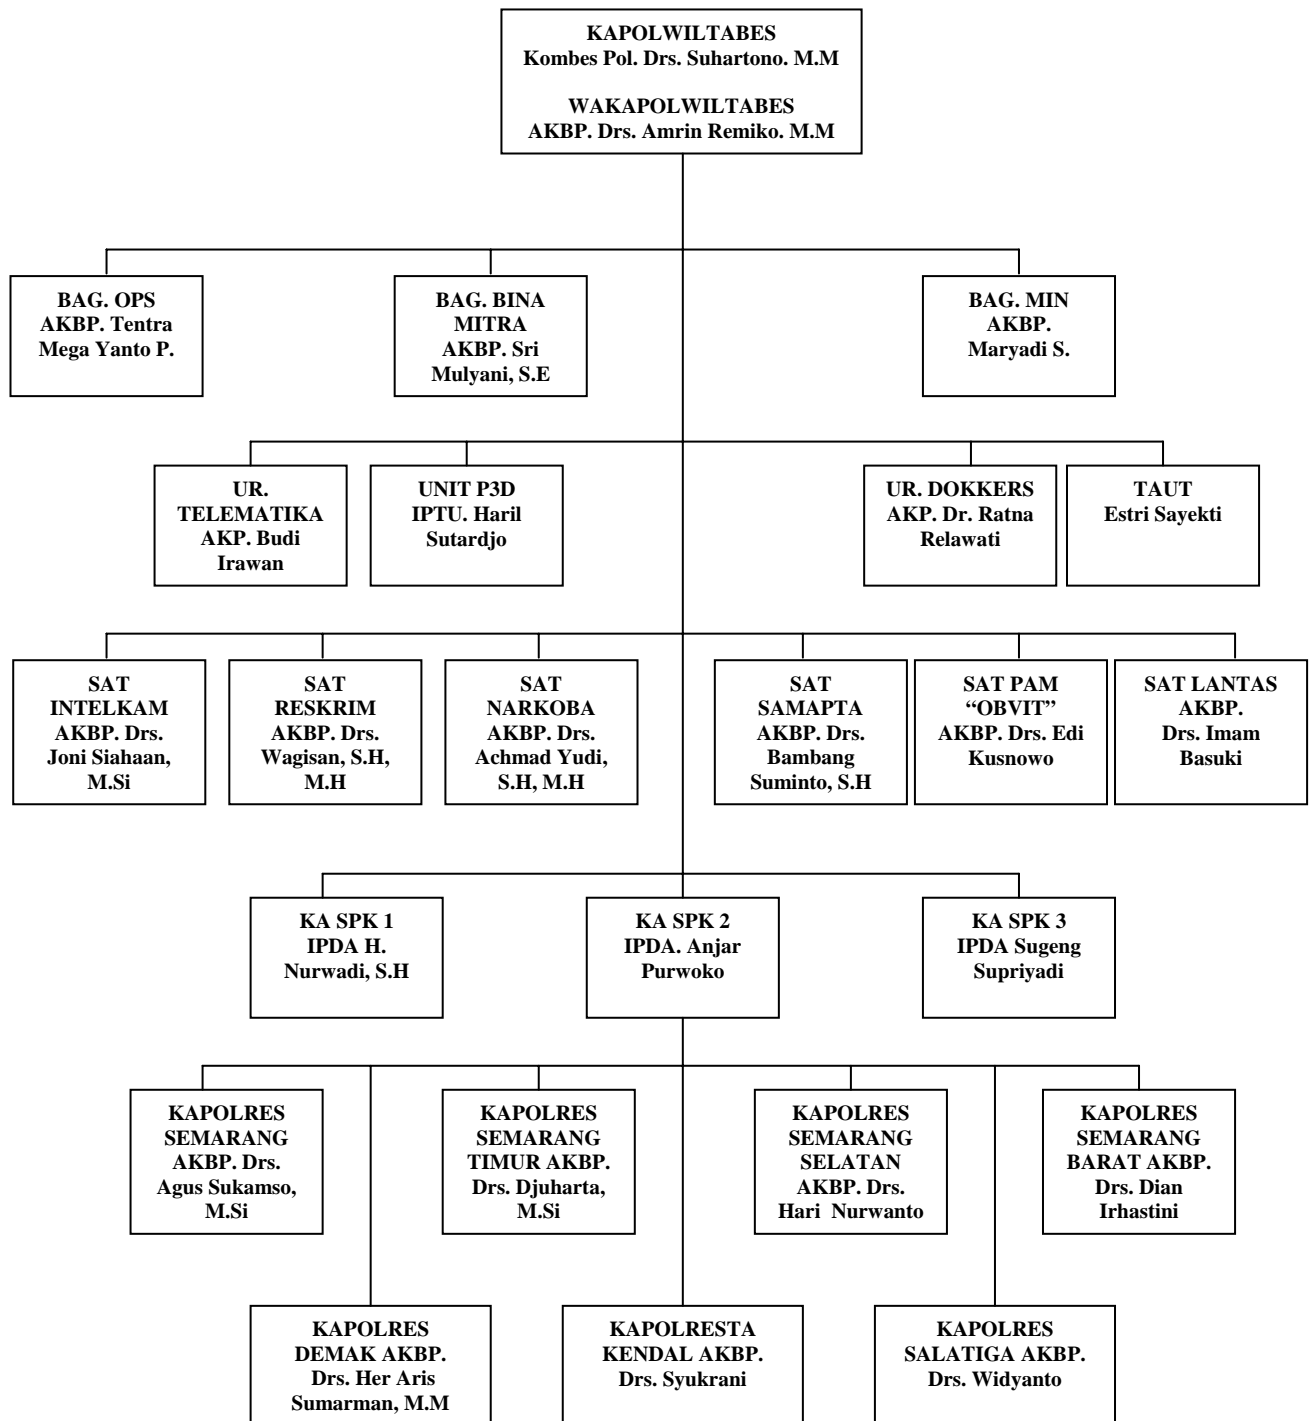 KAPOLWILTABES
Kombes Pol. Drs. Suhartono. M.M
WAKAPOLWILTABES
AKBP. Drs. Amrin Remiko. M.M
BAG. OPS
AKBP. Tentra
Mega Yanto P.
BAG. BINA
MITRA
AKBP. Sri
Mulyani, S.E
BAG. MIN
AKBP.
Maryadi S.
UR.
TELEMATIKA
AKP. Budi
Irawan
UNIT P3D
IPTU. Haril
Sutardjo
UR. DOKKERS
AKP. Dr. Ratna
Relawati
TAUT
Estri Sayekti
SAT
INTELKAM
AKBP. Drs.
Joni Siahaan,
M.Si
SAT
RESKRIM
AKBP. Drs.
Wagisan, S.H,
M.H
SAT
NARKOBA
AKBP. Drs.
Achmad Yudi,
S.H, M.H
SAT
SAMAPTA
AKBP. Drs.
Bambang
Suminto, S.H
SAT PAM
“OBVIT”
AKBP. Drs. Edi
Kusnowo
SAT LANTAS
AKBP.
Drs. Imam
Basuki
KA SPK 1
IPDA H.
Nurwadi, S.H
KA SPK 2
IPDA. Anjar
Purwoko
KA SPK 3
IPDA Sugeng
Supriyadi
KAPOLRES
SEMARANG
AKBP. Drs.
Agus Sukamso,
M.Si
KAPOLRES
SEMARANG
TIMUR AKBP.
Drs. Djuharta,
M.Si
KAPOLRES
SEMARANG
SELATAN
AKBP. Drs.
Hari Nurwanto
KAPOLRES
SEMARANG
BARAT AKBP.
Drs. Dian
Irhastini
KAPOLRES
DEMAK AKBP.
Drs. Her Aris
Sumarman, M.M
KAPOLRESTA
KENDAL AKBP.
Drs. Syukrani
KAPOLRES
SALATIGA AKBP.
Drs. Widyanto